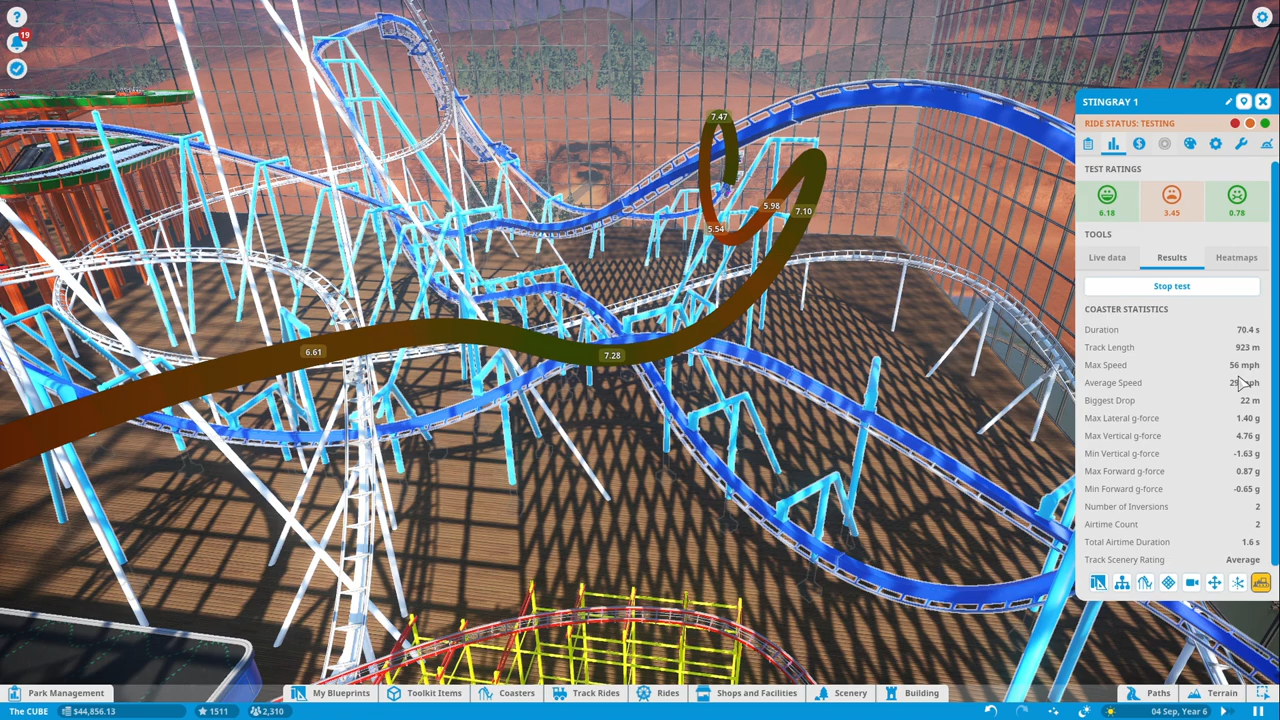 ?
19
7.47
5.98
7.10
5.54
6.61
7.28
STINGRAY 1
RIDE STATUS: TESTING
TEST RATINGS
6.18 3.45 0.78
TOOLS
Live data Results Heatmaps
Stop test
COASTER STATISTICS
Duration 70.4 s
Track Length 923 m
Max Speed 56 mph
Average Speed
Biggest Drop 22 m
Max Lateral g-force 1.40 g
Max Vertical g-force 4.76 g
Min Vertical g-force -1.63 g
Max Forward g-force 0.87 g
Min Forward g-force -0.65 g
Number of Inversions 2
Airtime Count 2
Total Airtime Duration 1.6 s
Track Scenery Rating Average
Park Management My Blueprints Toolkit Items Coasters Track Rides Rides Shops and Facilities Scenery Building Paths Terrain
The CUBE $44,856.13 1511 2,310 04 Sep, Year 6